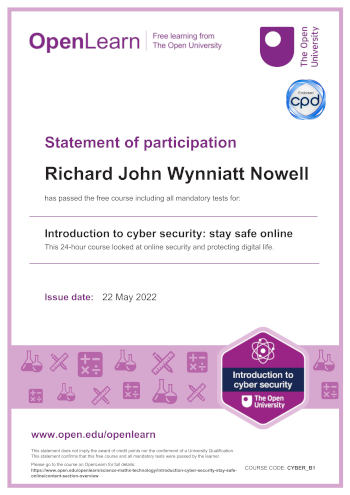 OpenLearn
Free learning from
The Open University
The Open
University
Endorsed
cpd
Statement of participation
Richard John Wynniatt Nowell
has passed the free course including all mandatory tests for:
Introduction to cyber security: stay safe online
This 24-hour course looked at online security and protecting digital life.
Issue date: 22 May 2022
Introduction to
cyber security
The Open
University
www.open.edu/openlearn
This statement does not imply the award of credit points nor the conferment of a University Qualification.
This statement confirms that this free course and all mandatory tests were passed by the learner.
Please go to the course on OpenLearn for full details:
https://www.open.edu/openlearn/science-maths-technology/introduction-cyber-security-stay-safe-
online/content-section-overview
COURSE CODE: CYBER_B1